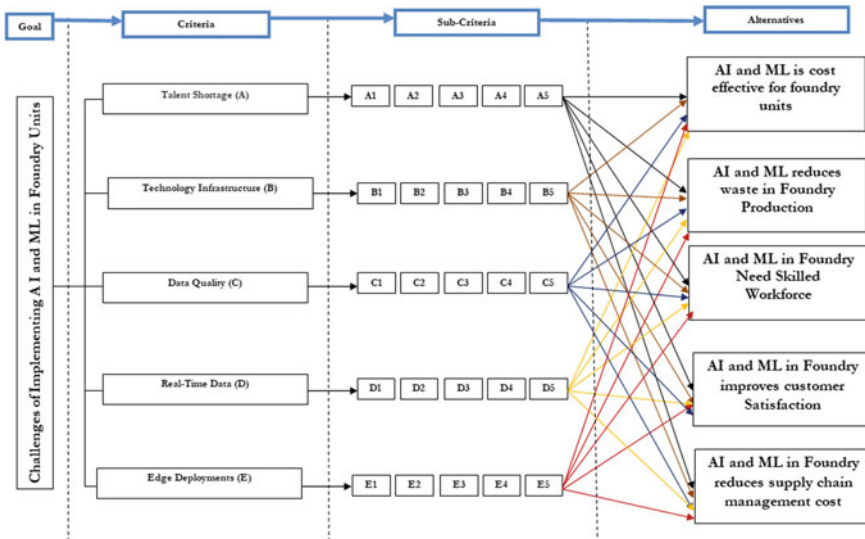 Goal
Criteria
Sub-Criteria
Alternatives
Challenges of Implementing A I and ML in Foundry Units
Talent Shortage (A)
A1 A2 A3 A4 A5
Technology Infrastructure (B)
B1 B2 B3 B4 B5
Data Quality (C)
C1 C2 C3 C4 C5
Real-Time Data (D)
D1 D2 D3 D4 D5
Edge Deployments (E)
E1 E2 E3 E4 E5
AI and ML is cost
effective for foundry
units
AI and ML reduces
waste in Foundry
Production
AI and ML in Foundry
Need Skilled
Workforce
AI and ML in Foundry
improves customer
Satisfaction
AI and ML in Foundry
reduces supply chain
management cost